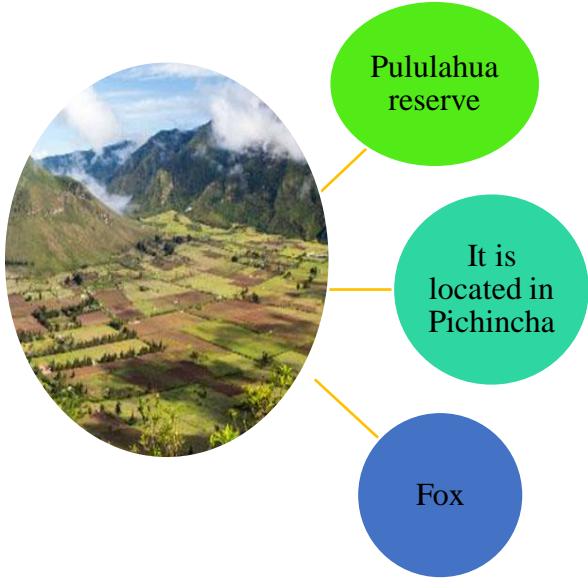 Pululahua
reserve
It is
located in
Pichincha
Fox